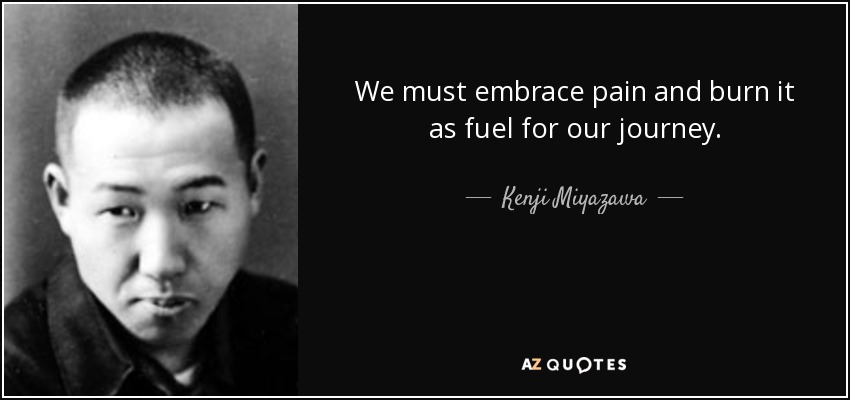 We must embrace pain and burn it
as fuel for our journey.
Kenji Miyazawa
AZ QUOTES